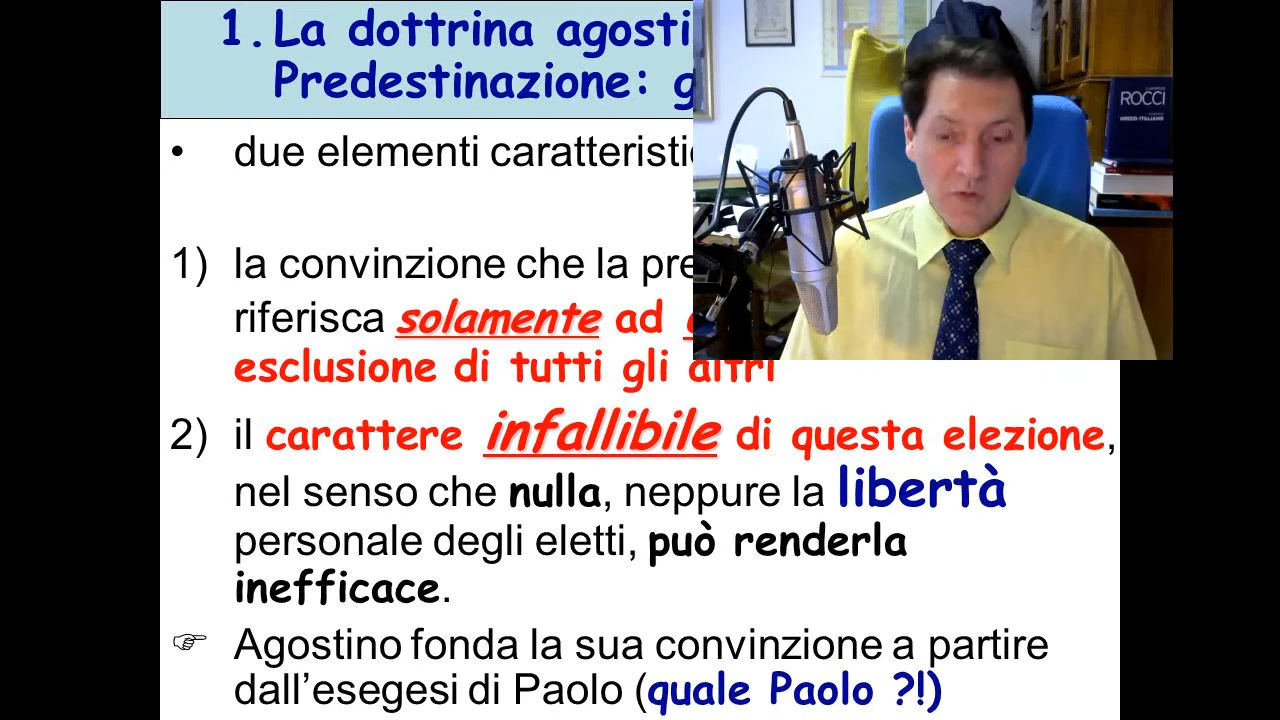 1. La dottrina agosti
Predestinazione: g
• due elementi caratteristic
1) la convinzione che la pre
riferisca solamente ad
esclusione di tutti gli altri
2) il carattere infallibile di questa elezione,
nel senso che nulla, neppure la libertà
personale degli eletti, può renderla
inefficace.
☞ Agostino fonda la sua convinzione a partire
dall’esegesi di Paolo (quale Paolo ?!)
ROCCI
GRECO-ITALIANO